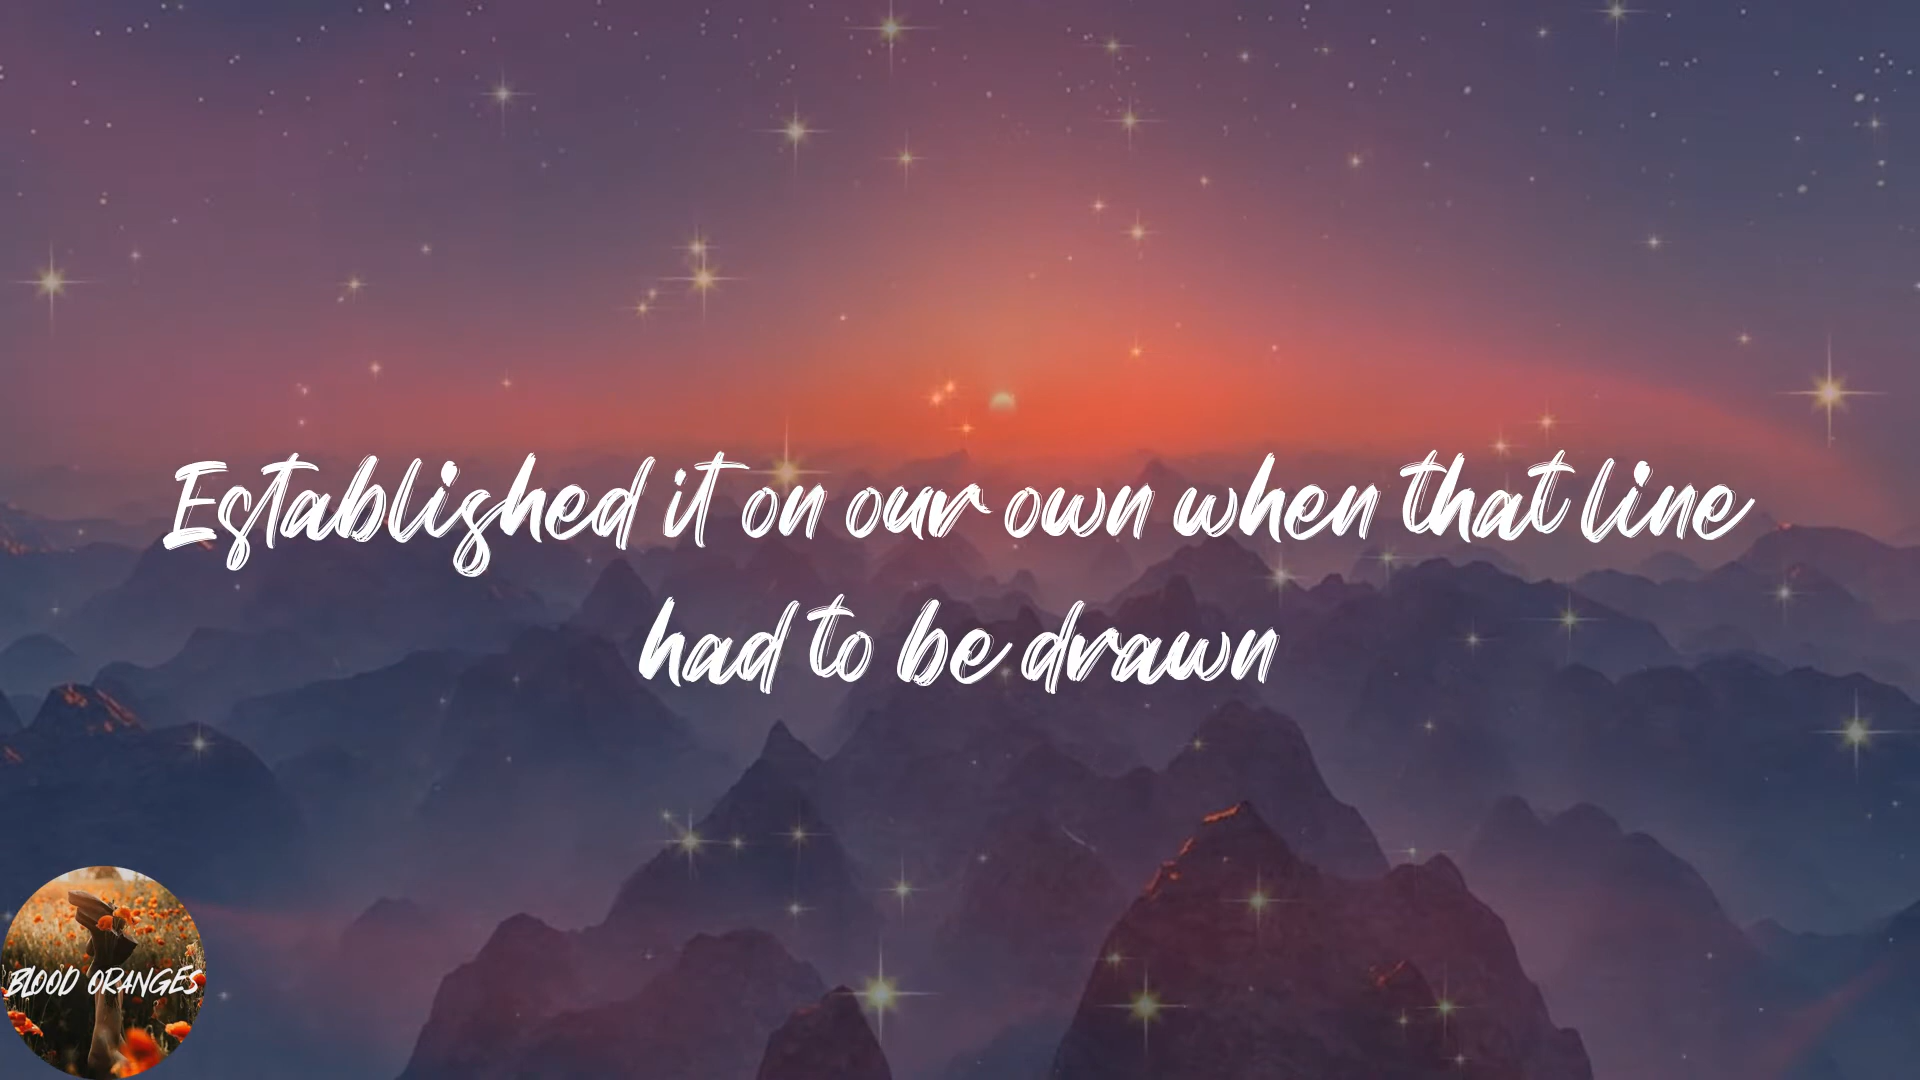 Established it on our own when that line
had to be drawn
BLOOD ORANGES